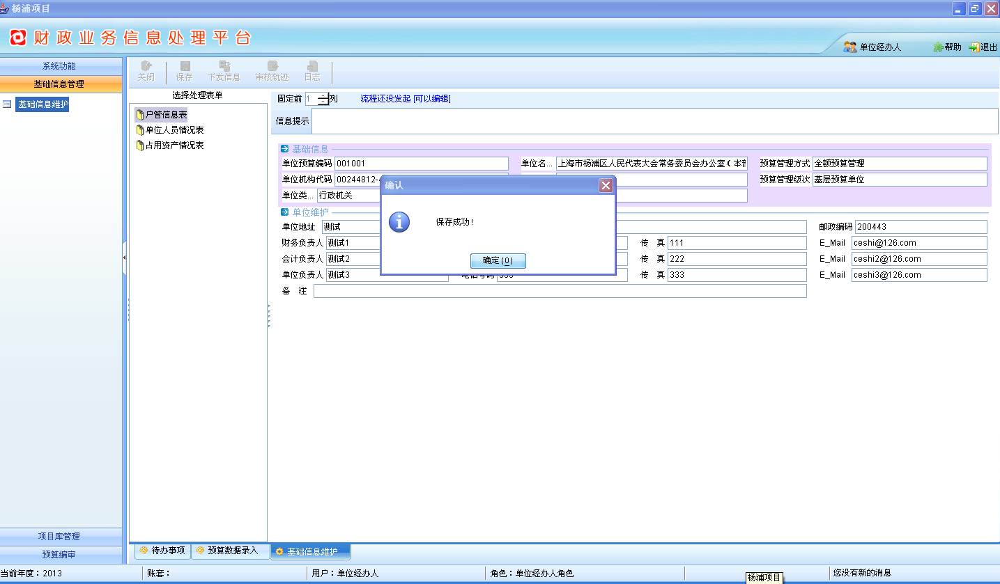 杨浦项目
财政业务信息处理平台
单位经办人 帮助 退出
系统功能
基础信息管理
基础信息维护
关闭 保存 下发信息 审核轨迹 日志
选择处理表单
户管信息表
单位人员情况表
占用资产情况表
固定前 1 列 流程还没发起 [可以编辑]
信息提示
基础信息
单位预算编码 001001 单位名... 上海市杨浦区人民代表大会常务委员会办公室(本 预算管理方式 全额预算管理
单位机构代码 00244812- 预算管理级次 基层预算单位
单位类... 行政机关
单位维护
单位地址 测试 邮政编码 200443
财务负责人 测试1 传 真 111 E_Mail ceshi@126.com
会计负责人 测试2 传 真 222 E_Mail ceshi2@126.com
单位负责人 测试3 电话号码 333 传 真 333 E_Mail ceshi3@126.com
备 注
确认
保存成功!
确定(O)
项目库管理
预算编审
待办事项 预算数据录入 基础信息维护
当前年度：2013 账套： 用户：单位经办人 角色：单位经办人角色 杨浦项目 您没有新的消息